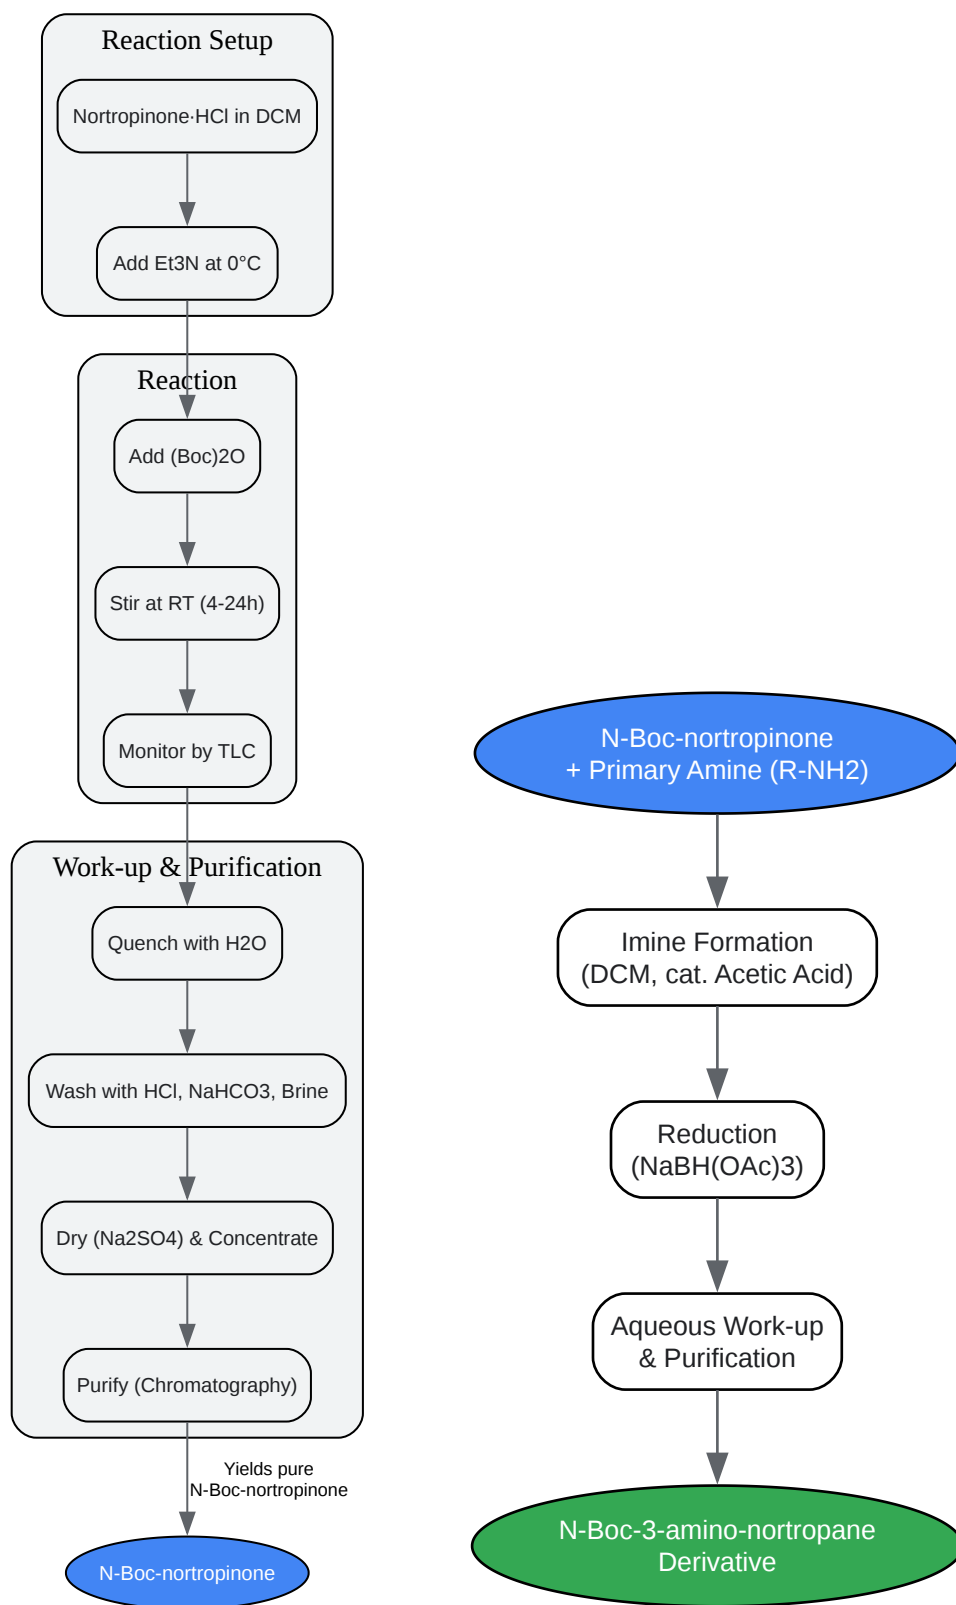 Reaction Setup
Nortropinone·HCl in DCM
Add Et3N at 0°C
Reaction
Add (Boc)2O
Stir at RT (4-24h)
Monitor by TLC
Work-up & Purification
Quench with H2O
Wash with HCl, NaHCO3, Brine
Dry (Na2SO4) & Concentrate
Purify (Chromatography)
Yields pure
N-Boc-nortropinone
N-Boc-nortropinone
N-Boc-nortropinone
+ Primary Amine (R-NH2)
Imine Formation
(DCM, cat. Acetic Acid)
Reduction
(NaBH(OAc)3)
Aqueous Work-up
& Purification
N-Boc-3-amino-nortropane
Derivative